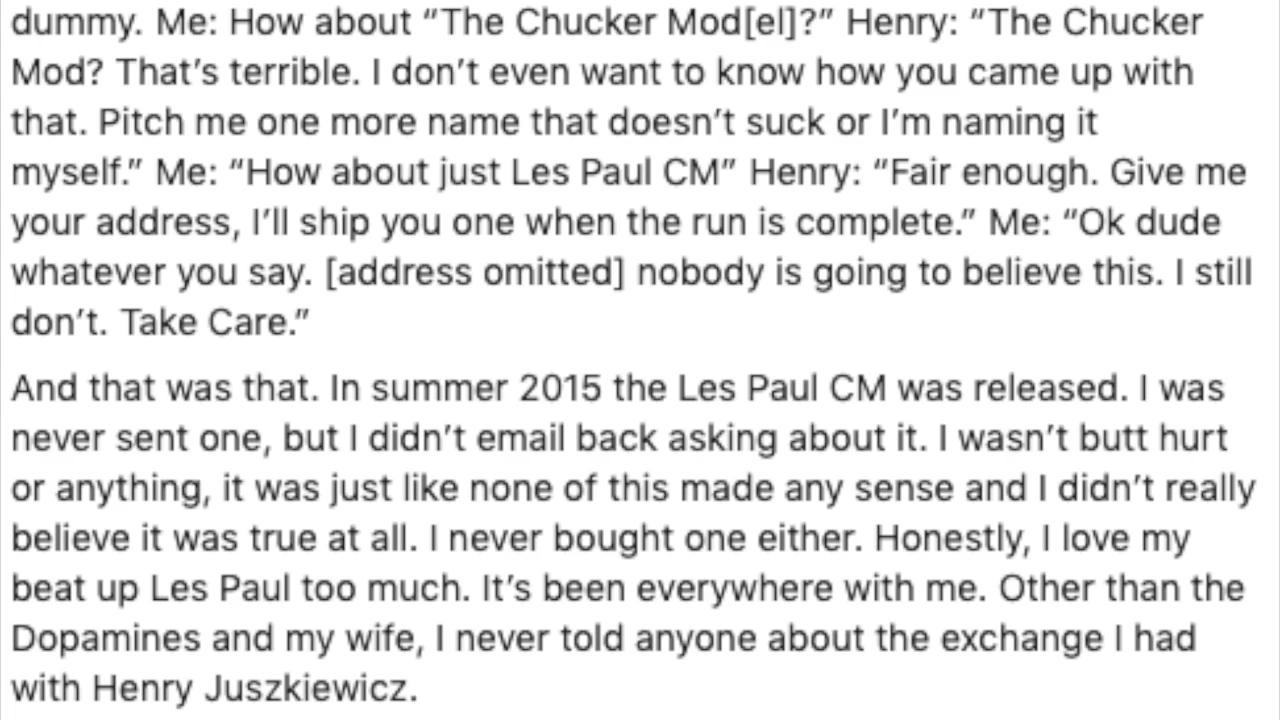 dummy. Me: How about “The Chucker Mod[el]?” Henry: “The Chucker
Mod? That’s terrible. I don’t even want to know how you came up with
that. Pitch me one more name that doesn’t suck or I’m naming it
myself.” Me: “How about just Les Paul CM” Henry: “Fair enough. Give me
your address, I’ll ship you one when the run is complete.” Me: “Ok dude
whatever you say. [address omitted] nobody is going to believe this. I still
don’t. Take Care.”
And that was that. In summer 2015 the Les Paul CM was released. I was
never sent one, but I didn’t email back asking about it. I wasn’t butt hurt
or anything, it was just like none of this made any sense and I didn’t really
believe it was true at all. I never bought one either. Honestly, I love my
beat up Les Paul too much. It’s been everywhere with me. Other than the
Dopamines and my wife, I never told anyone about the exchange I had
with Henry Juszkiewicz.